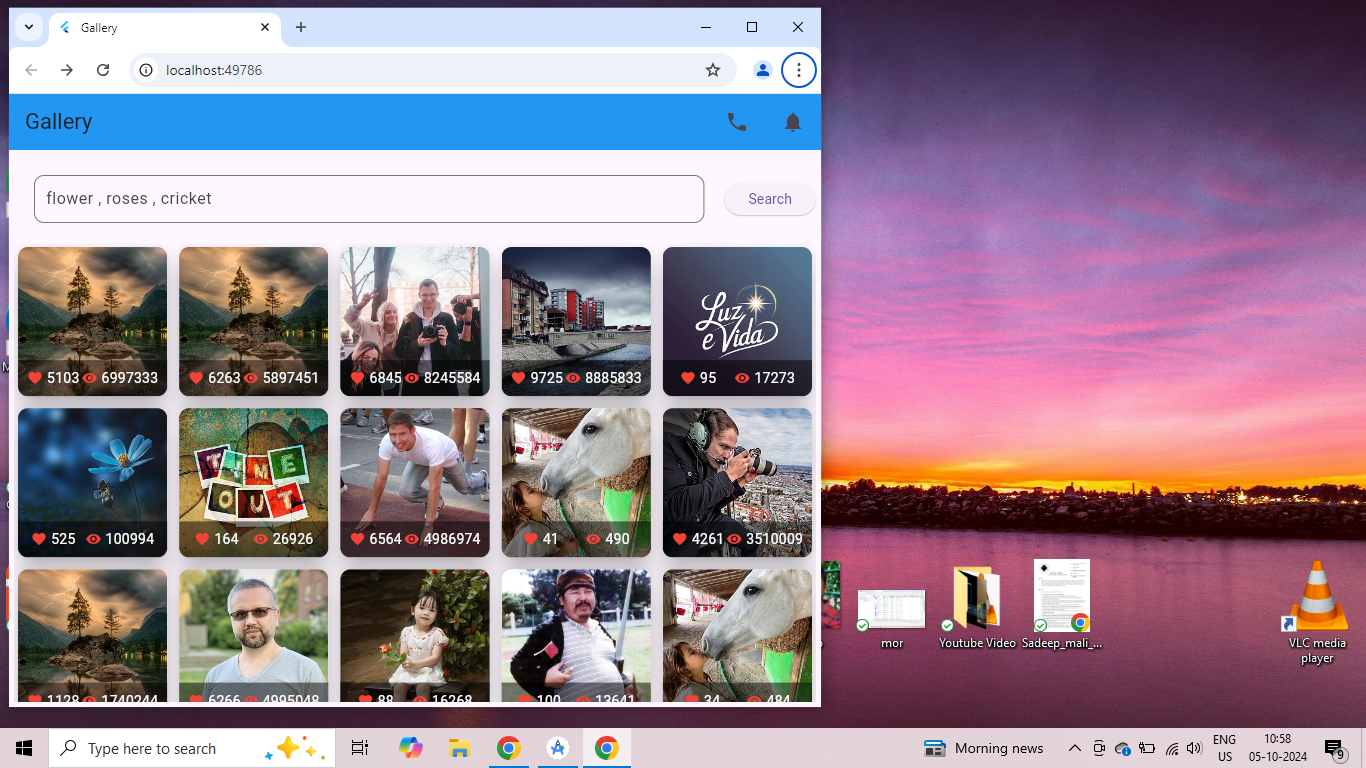 Gallery
localhost:49786
Gallery
flower , roses , cricket
Search
5103 6997333
6263 5897451
6845 8245584
9725 8885833
Luz
e Vida
95 17273
525 100994
TIME
OUT
164 26926
6564 4986974
41 490
4261 3510009
1128 1740244
6266 4995048
88 16268
100 13641
34 484
mor
Youtube Video
Sadeep_mali_...
VLC media
player
Type here to search
Morning news
ENG
US
10:58
05-10-2024
9